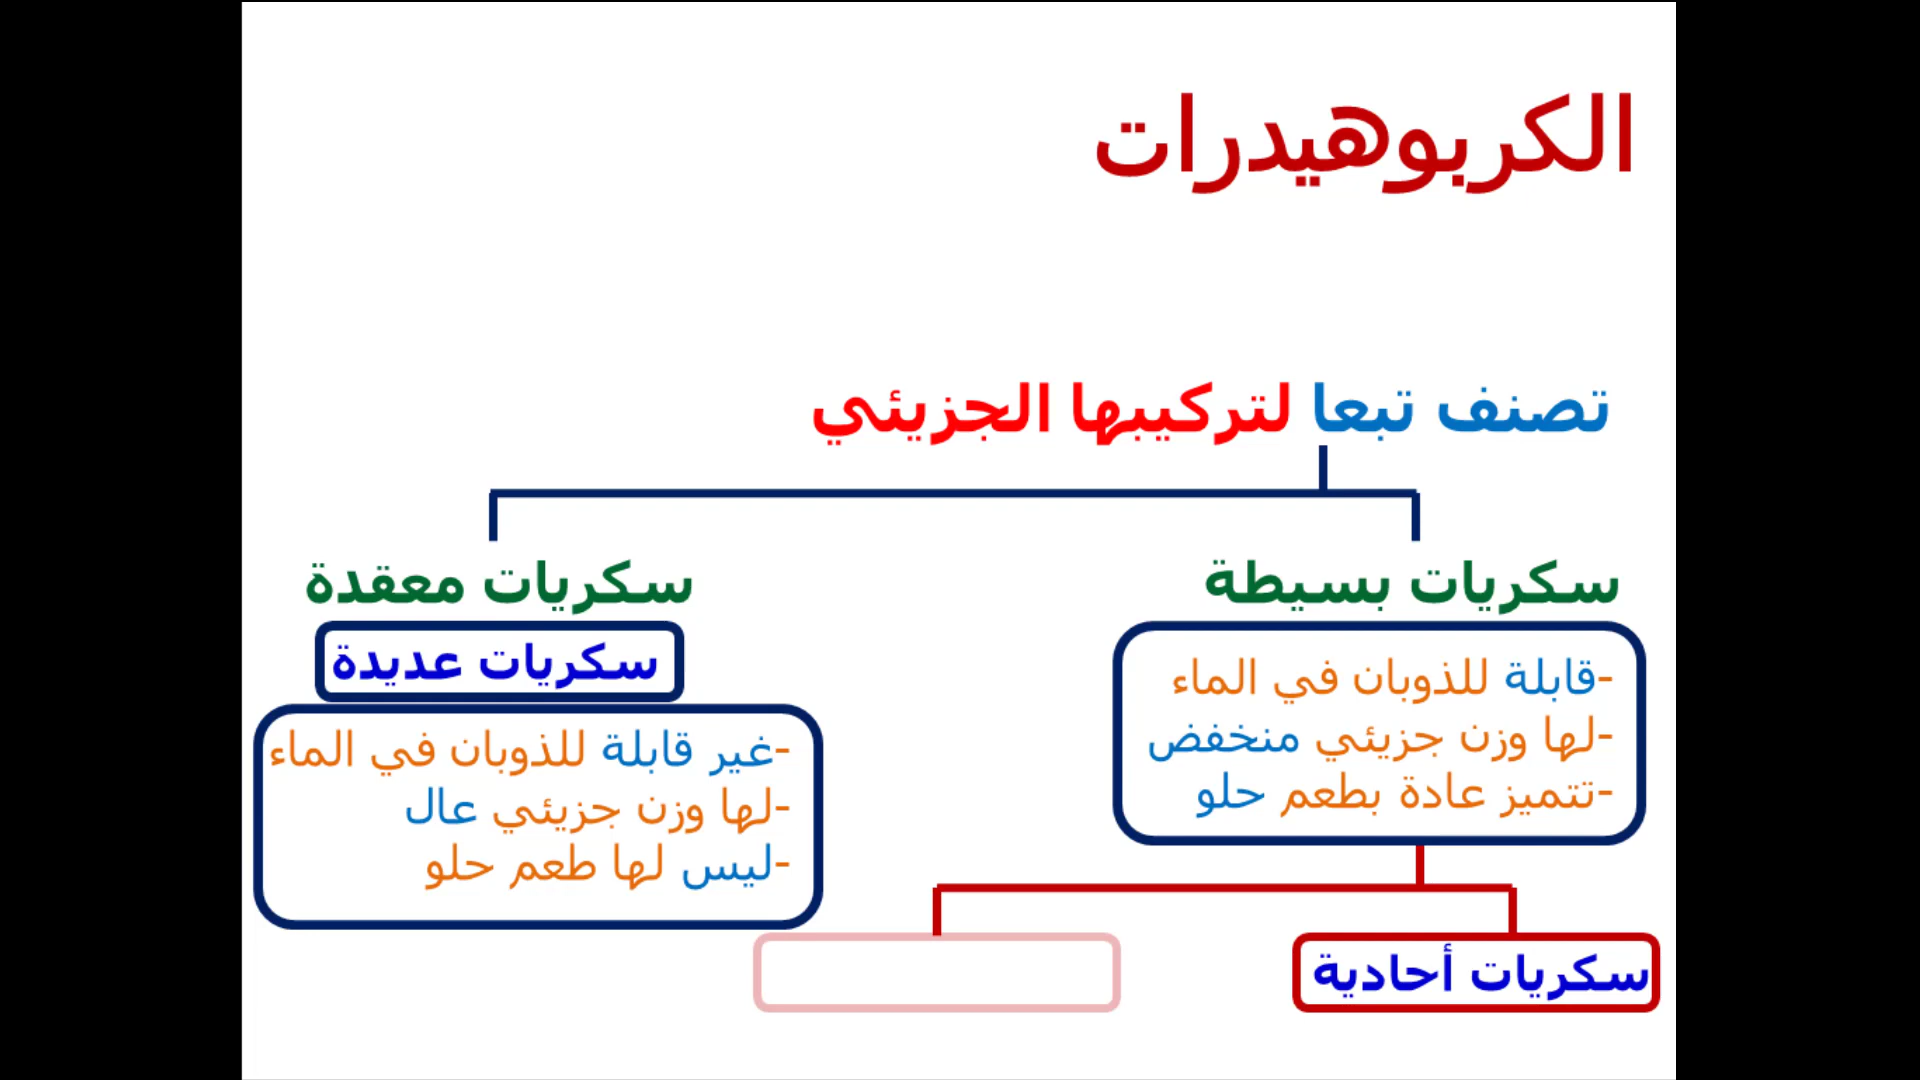 الكربوهيدرات
تصنف تبعا لتركيبها الجزيئي
سكريات بسيطة
-قابلة للذوبان في الماء
-لها وزن جزيئي منخفض
-تتميز عادة بطعم حلو
سكريات أحادية
سكريات معقدة
سكريات عديدة
-غير قابلة للذوبان في الماء
-لها وزن جزيئي عال
-ليس لها طعم حلو